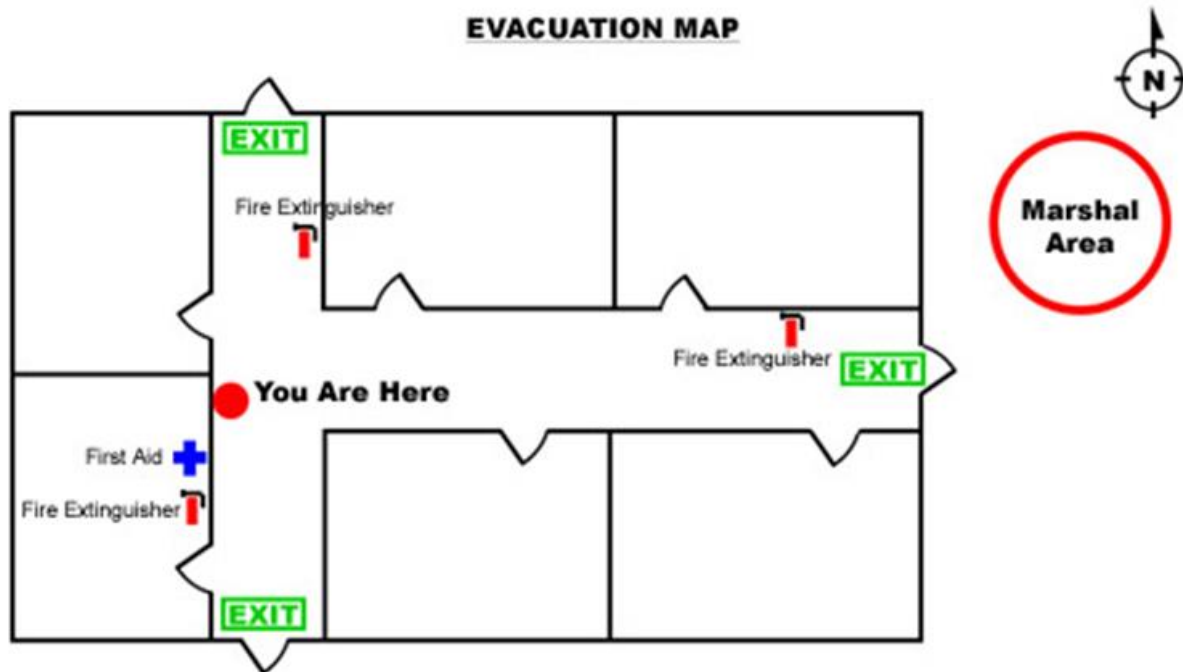 EVACUATION MAP
N
EXIT
Fire Extinguisher
Marshal
Area
Fire Extinguisher
EXIT
You Are Here
First Aid
Fire Extinguisher
EXIT